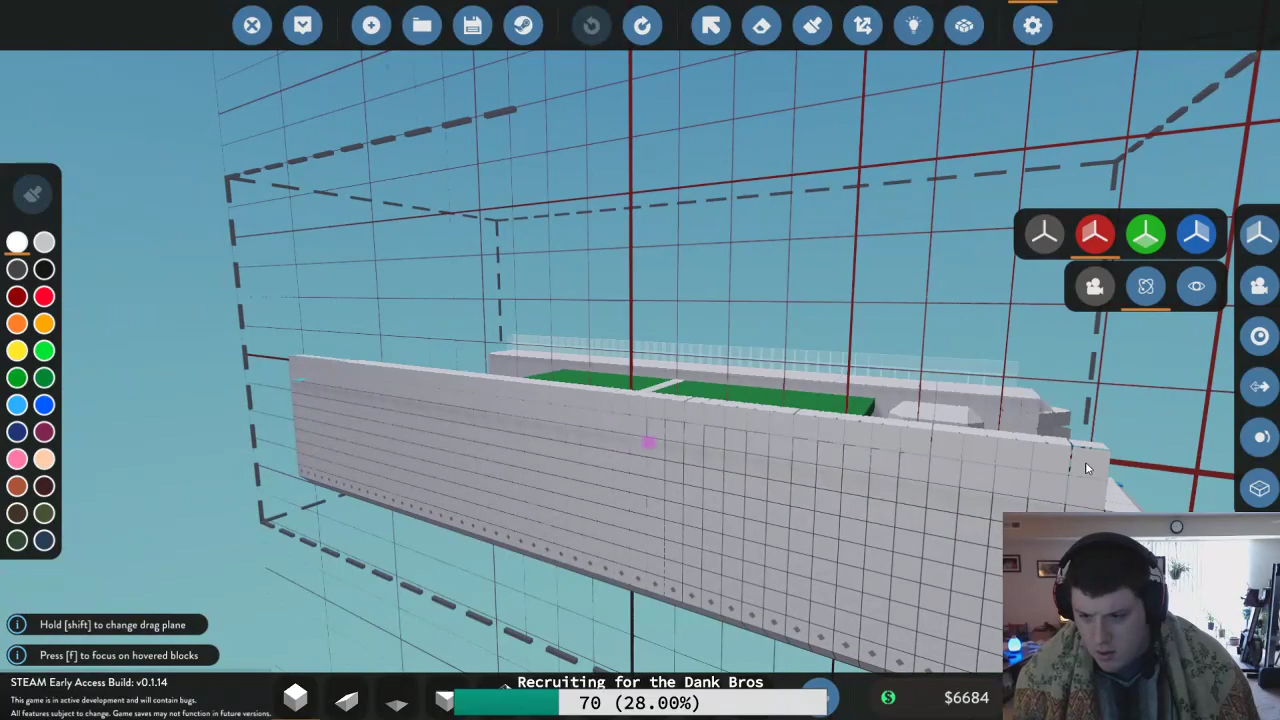 Hold [shift] to change drag plane
Press [f] to focus on hovered blocks
STEAM Early Access Build: v0.1.14
This game is in active development and will contain bugs.
All features subject to change. Game saves may not function in future versions.
Recruiting for the Dank Bros
70 (28.00%)
$6684